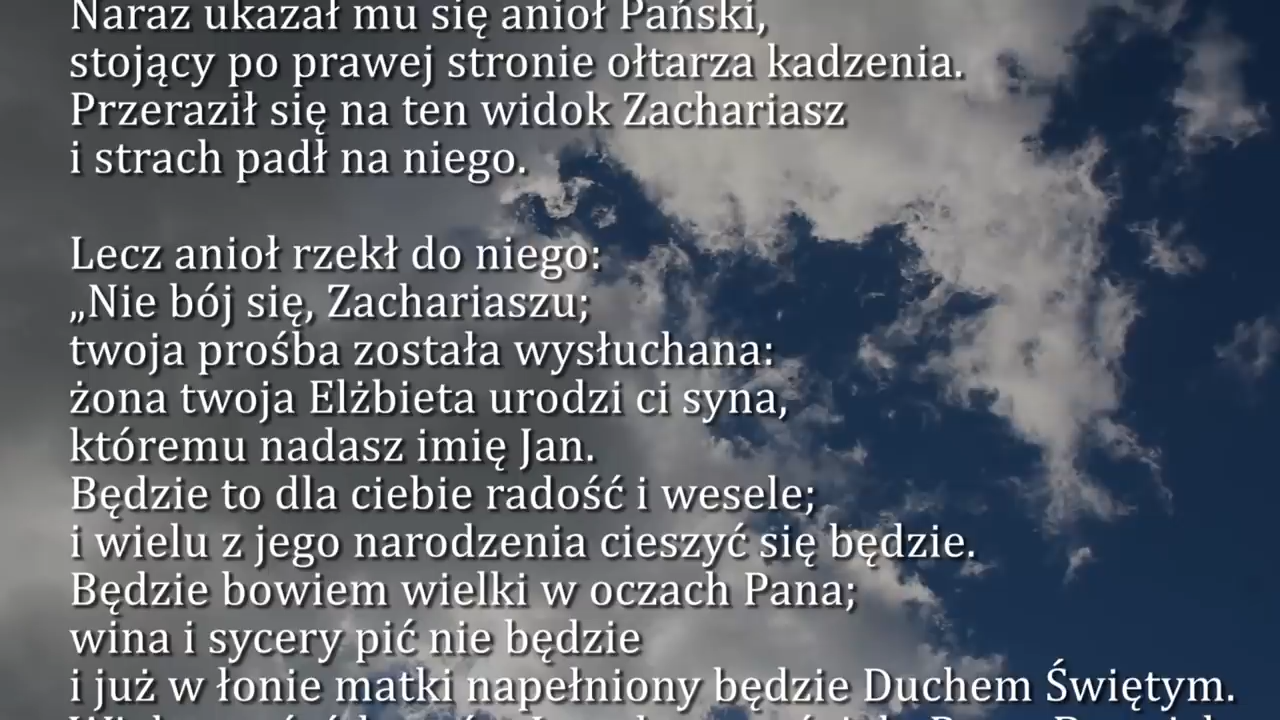 Naraz ukazał mu się anioł Pański,
stojący po prawej stronie ołtarza kadzenia.
Przeraził się na ten widok Zachariasz
i strach padł na niego.
Lecz anioł rzekł do niego:
„Nie bój się, Zachariaszu;
twoja prośba została wysłuchana:
żona twoja Elżbieta urodzi ci syna,
któremu nadasz imię Jan.
Będzie to dla ciebie radość i wesele;
i wielu z jego narodzenia cieszyć się będzie.
Będzie bowiem wielki w oczach Pana;
wina i sycery pić nie będzie
i już w łonie matki napełniony będzie Duchem Świętym.